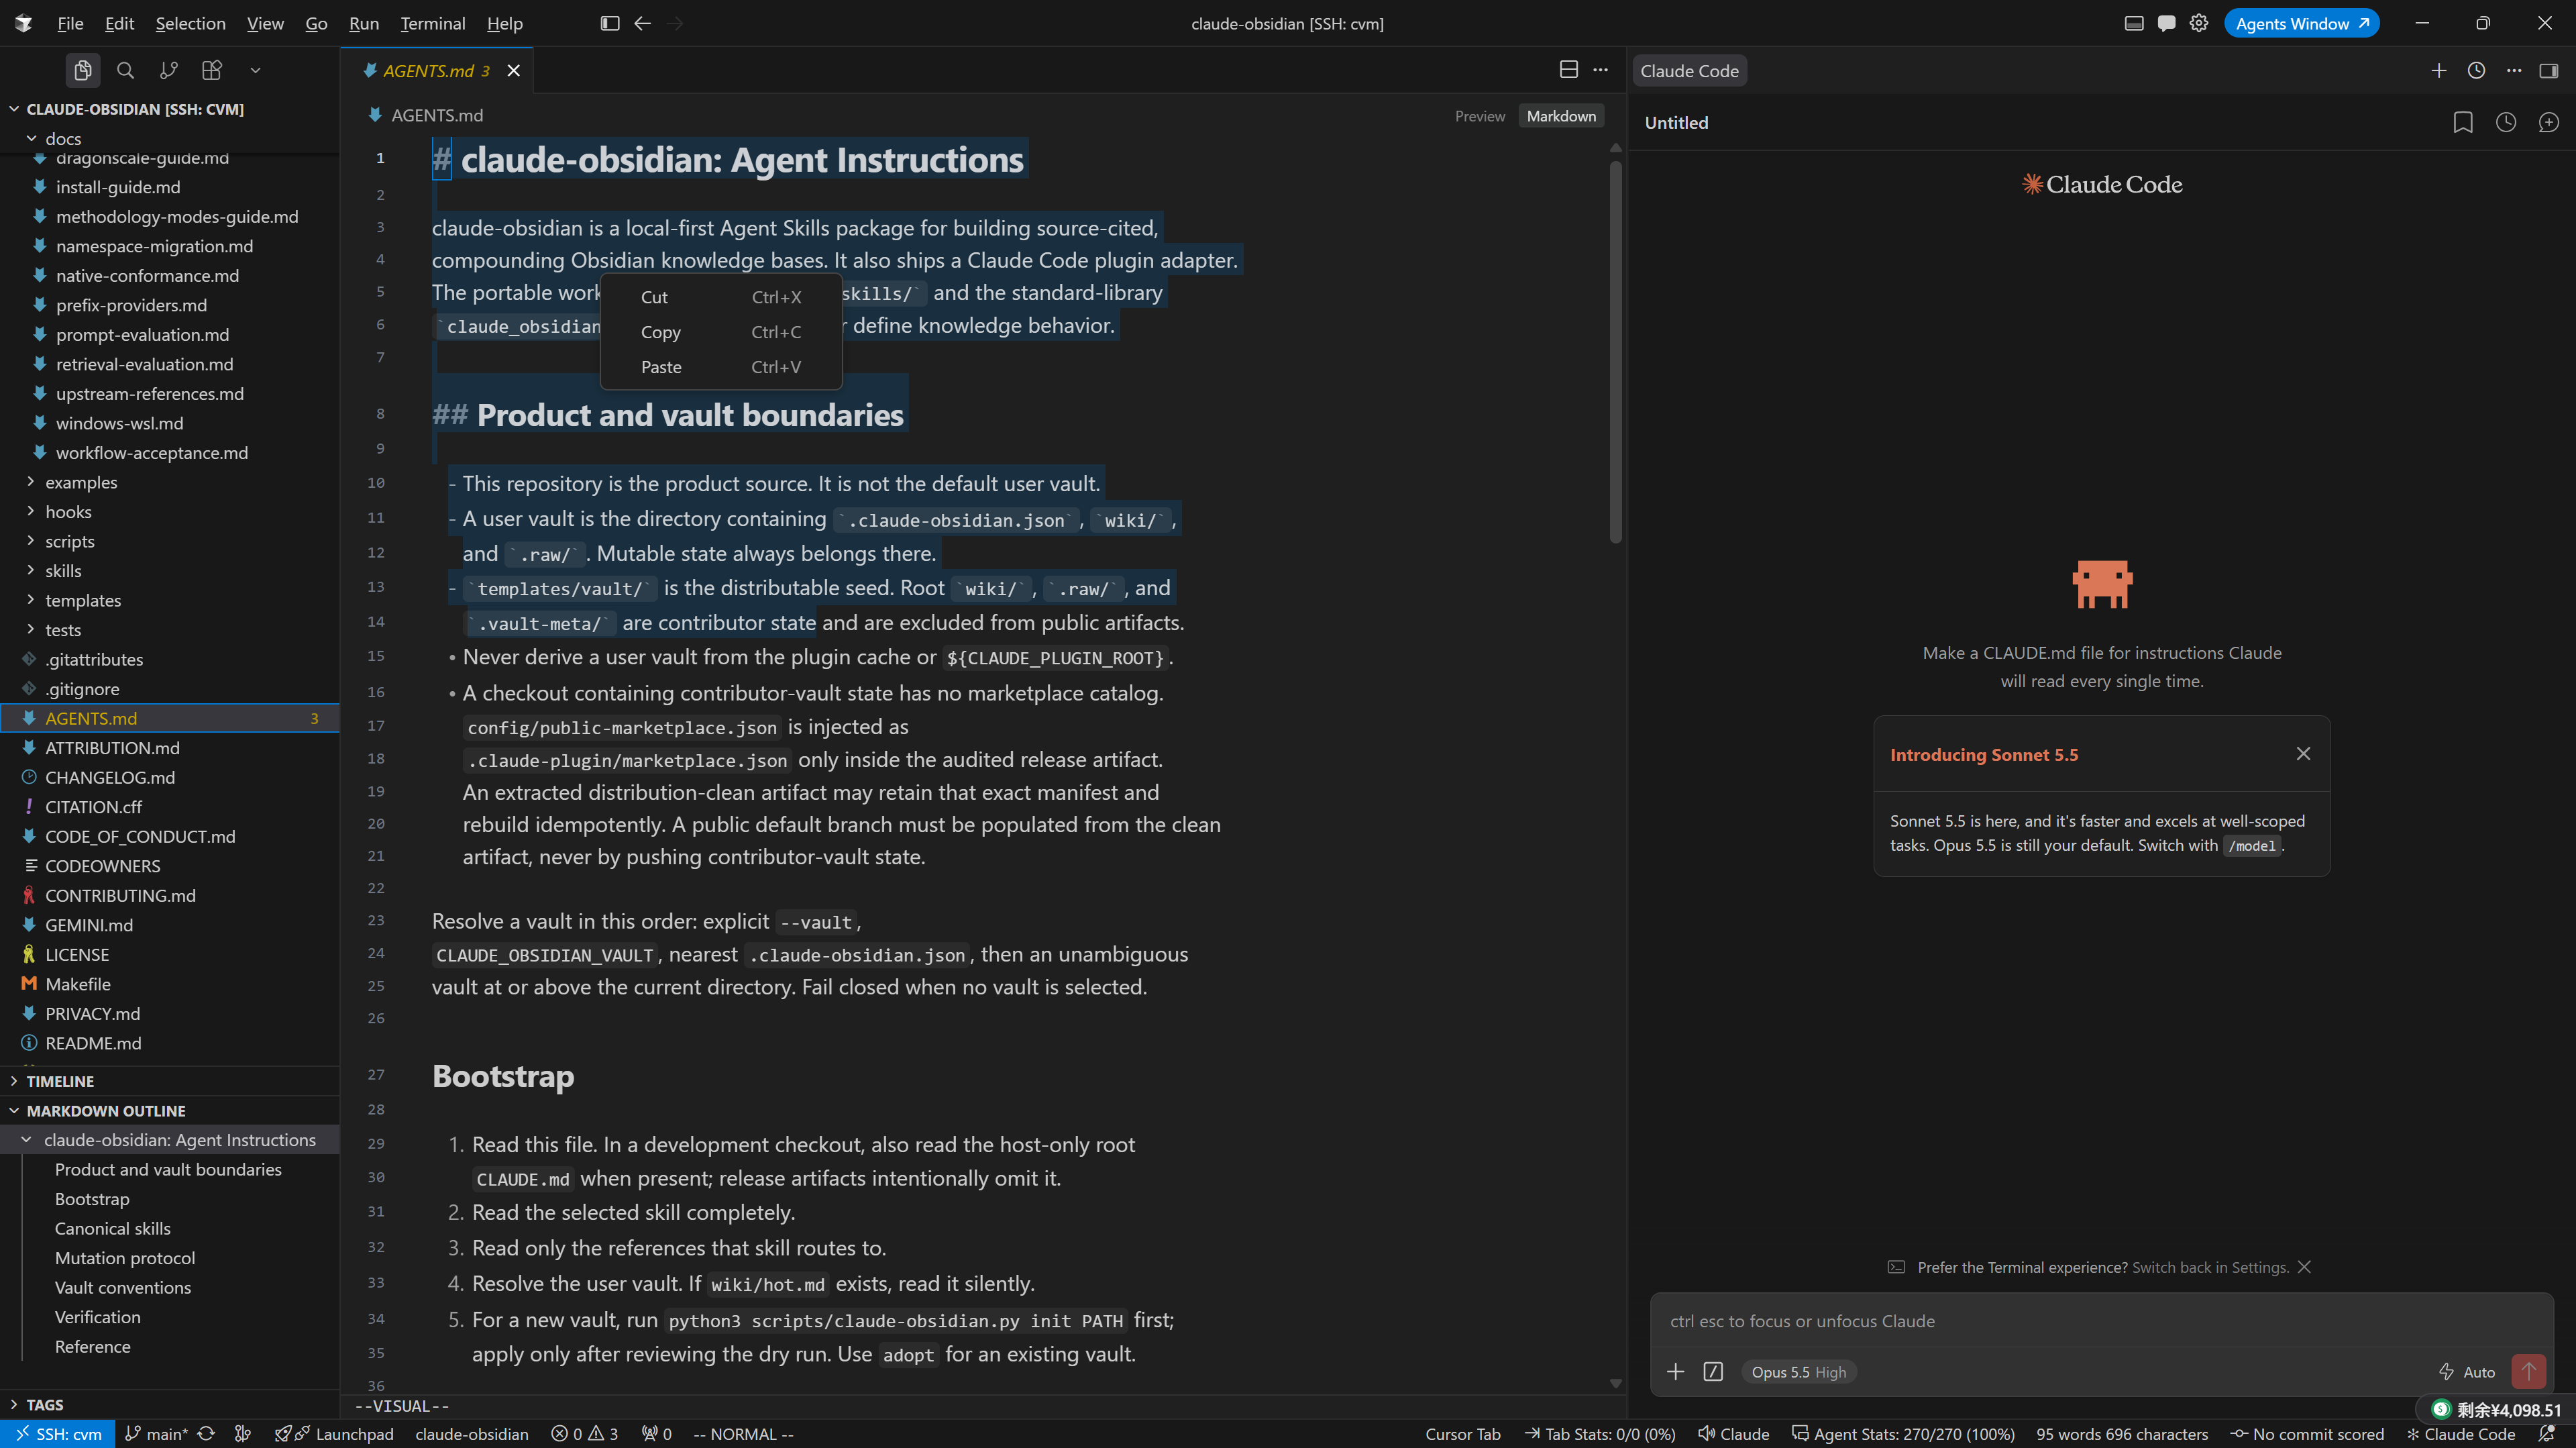 File Edit Selection View Go Run Terminal Help
claude-obsidian [SSH: cvm]
Agents Window
CLAUDE-OBSIDIAN [SSH: CVM]
docs
dragonscale-guide.md
install-guide.md
methodology-modes-guide.md
namespace-migration.md
native-conformance.md
prefix-providers.md
prompt-evaluation.md
retrieval-evaluation.md
upstream-references.md
windows-wsl.md
workflow-acceptance.md
examples
hooks
scripts
skills
templates
tests
.gitattributes
.gitignore
AGENTS.md 3
ATTRIBUTION.md
CHANGELOG.md
CITATION.cff
CODE_OF_CONDUCT.md
CODEOWNERS
CONTRIBUTING.md
GEMINI.md
LICENSE
Makefile
PRIVACY.md
README.md
TIMELINE
MARKDOWN OUTLINE
claude-obsidian: Agent Instructions
Product and vault boundaries
Bootstrap
Canonical skills
Mutation protocol
Vault conventions
Verification
Reference
TAGS
AGENTS.md 3
AGENTS.md
Preview Markdown
1 # claude-obsidian: Agent Instructions
2
3 claude-obsidian is a local-first Agent Skills package for building source-cited,
4 compounding Obsidian knowledge bases. It also ships a Claude Code plugin adapter.
5 The portable work skills/` and the standard-library
6 `claude_obsidian r define knowledge behavior.
7
Cut Ctrl+X
Copy Ctrl+C
Paste Ctrl+V
8 ## Product and vault boundaries
9
10 - This repository is the product source. It is not the default user vault.
11 - A user vault is the directory containing `.claude-obsidian.json`, `wiki/`,
12 and `.raw/`. Mutable state always belongs there.
13 - `templates/vault/` is the distributable seed. Root `wiki/`, `.raw/`, and
14 `.vault-meta/` are contributor state and are excluded from public artifacts.
15 • Never derive a user vault from the plugin cache or ${CLAUDE_PLUGIN_ROOT}.
16 • A checkout containing contributor-vault state has no marketplace catalog.
17 config/public-marketplace.json is injected as
18 .claude-plugin/marketplace.json only inside the audited release artifact.
19 An extracted distribution-clean artifact may retain that exact manifest and
20 rebuild idempotently. A public default branch must be populated from the clean
21 artifact, never by pushing contributor-vault state.
22
23 Resolve a vault in this order: explicit --vault,
24 CLAUDE_OBSIDIAN_VAULT, nearest .claude-obsidian.json, then an unambiguous
25 vault at or above the current directory. Fail closed when no vault is selected.
26
27 Bootstrap
28
29 1. Read this file. In a development checkout, also read the host-only root
30 CLAUDE.md when present; release artifacts intentionally omit it.
31 2. Read the selected skill completely.
32 3. Read only the references that skill routes to.
33 4. Resolve the user vault. If wiki/hot.md exists, read it silently.
34 5. For a new vault, run python3 scripts/claude-obsidian.py init PATH first;
35 apply only after reviewing the dry run. Use adopt for an existing vault.
36
--VISUAL--
Claude Code
Untitled
Claude Code
Make a CLAUDE.md file for instructions Claude
will read every single time.
Introducing Sonnet 5.5
Sonnet 5.5 is here, and it's faster and excels at well-scoped
tasks. Opus 5.5 is still your default. Switch with /model.
Prefer the Terminal experience? Switch back in Settings.
ctrl esc to focus or unfocus Claude
Opus 5.5 High
Auto
剩余¥4,098.51
SSH: cvm main* Launchpad claude-obsidian 0 3 0 -- NORMAL --
Cursor Tab Tab Stats: 0/0 (0%) Claude Agent Stats: 270/270 (100%) 95 words 696 characters No commit scored Claude Code